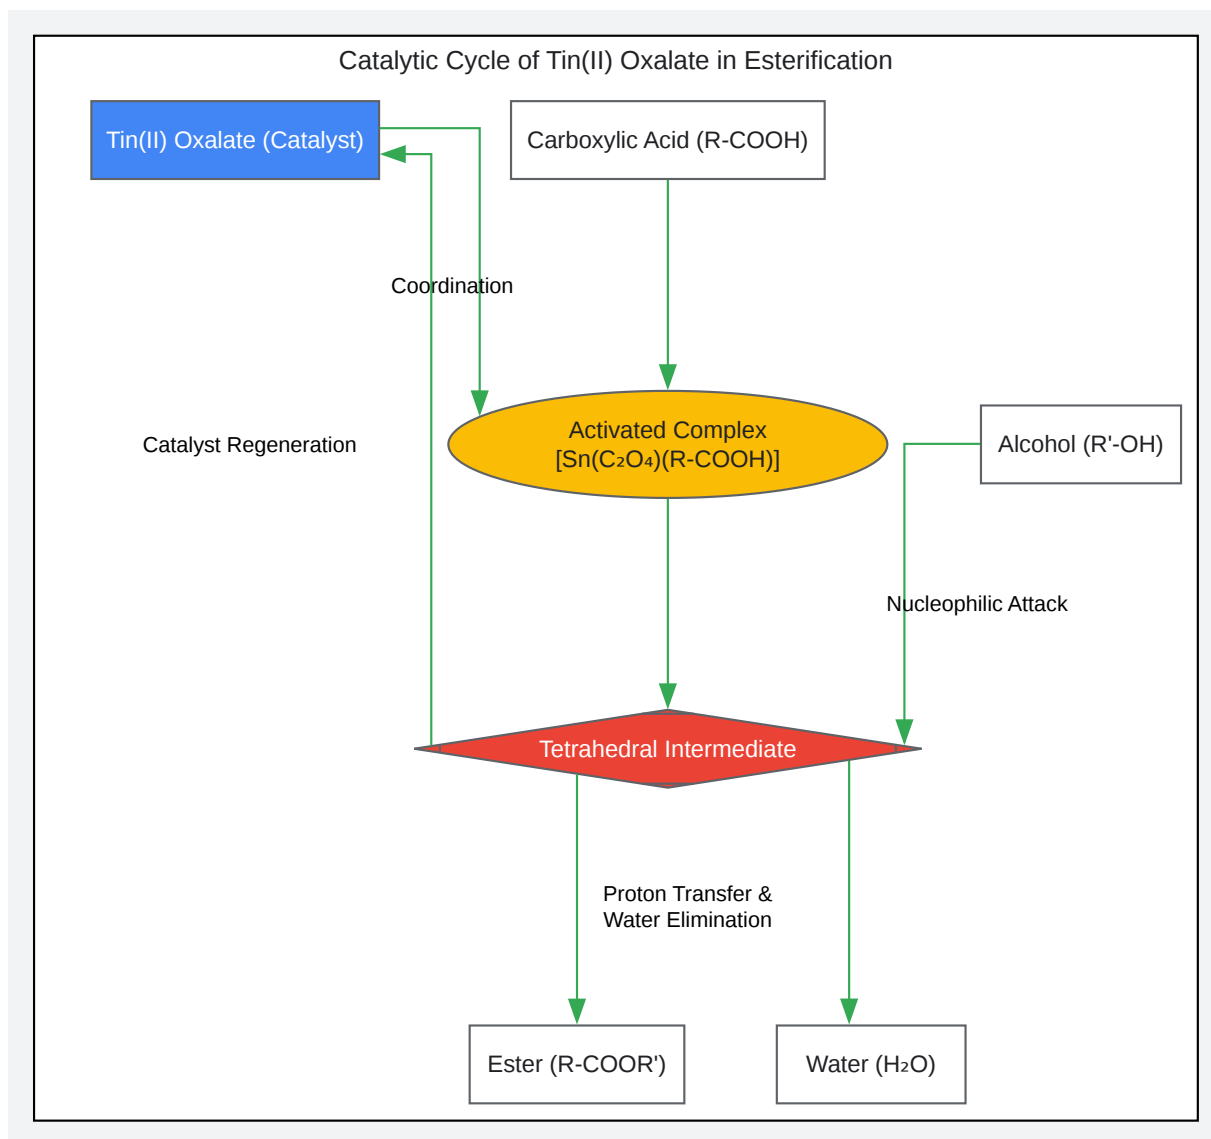 Catalytic Cycle of Tin(II) Oxalate in Esterification
Tin(II) Oxalate (Catalyst)
Carboxylic Acid (R-COOH)
Coordination
Catalyst Regeneration
Activated Complex
[Sn(C₂O₄)(R-COOH)]
Alcohol (R'-OH)
Nucleophilic Attack
Tetrahedral Intermediate
Proton Transfer &
Water Elimination
Ester (R-COOR')
Water (H₂O)